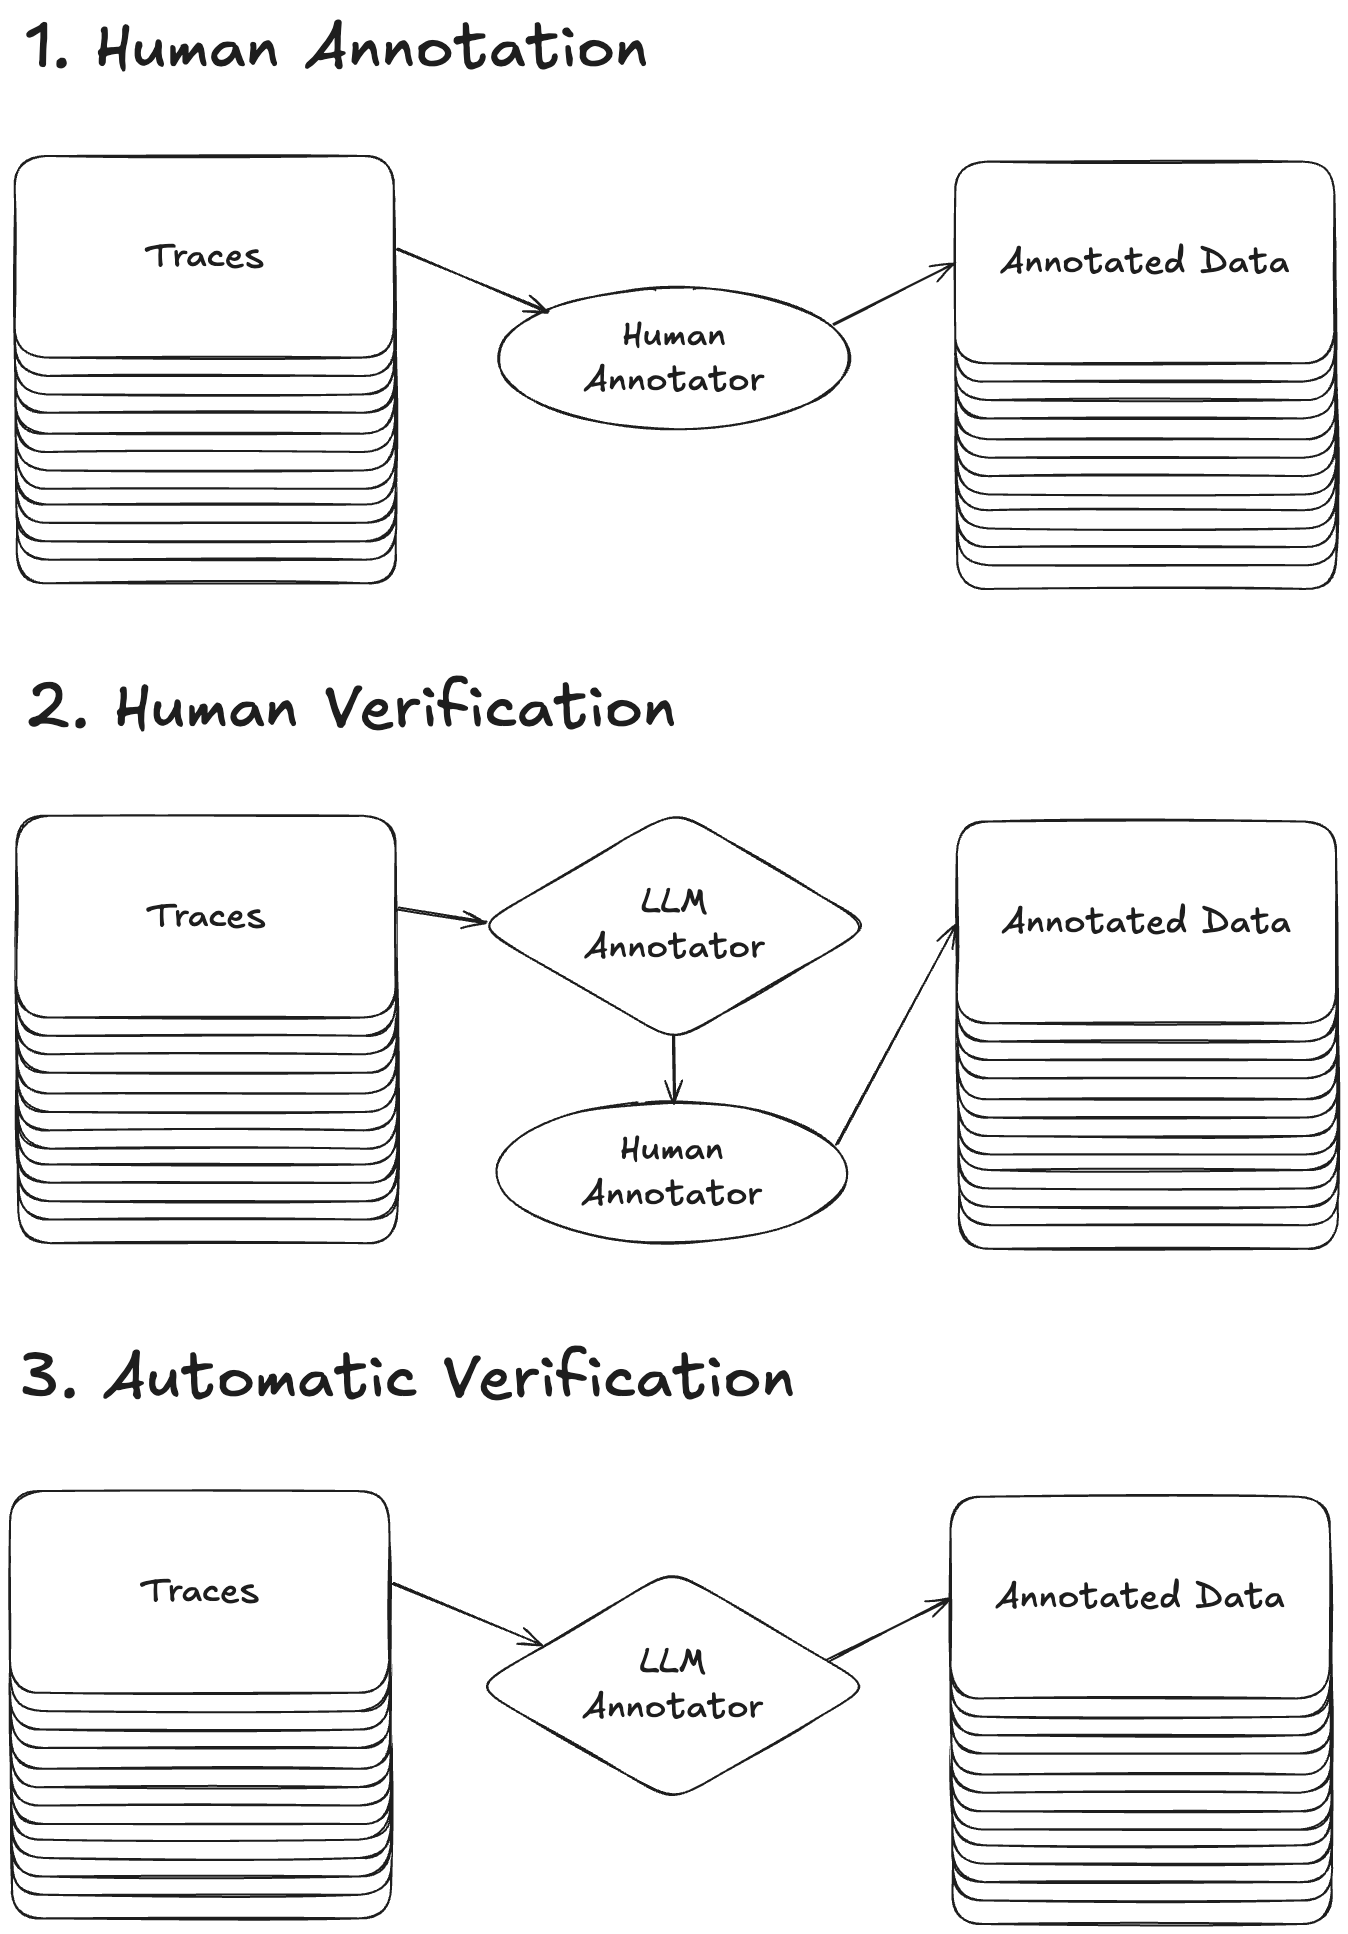 1. Human Annotation
Traces
Human
Annotator
Annotated Data
2. Human Verification
Traces
LLM
Annotator
Human
Annotator
Annotated Data
3. Automatic Verification
Traces
LLM
Annotator
Annotated Data